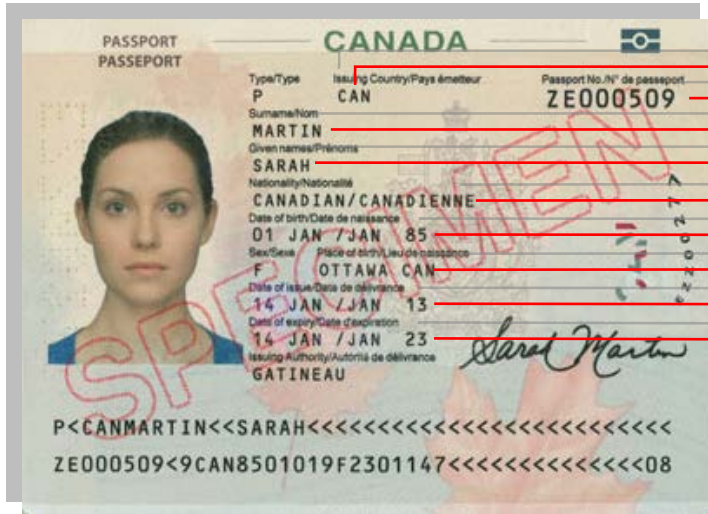 PASSPORT
PASSEPORT
CANADA
Type/Type Issuing Country/Pays émetteur Passport No./N° de passeport
P CAN ZE000509
Surname/Nom
MARTIN
Given names/Prénoms
SARAH
Nationality/Nationalité
CANADIAN/CANADIENNE
Date of birth/Date de naissance
01 JAN /JAN 85
Sex/Sexe Place of birth/Lieu de naissance
F OTTAWA CAN
Date of issue/Date de délivrance
14 JAN /JAN 13
Date of expiry/Date d'expiration
14 JAN /JAN 23
Issuing Authority/Autorité de délivrance
GATINEAU
Sarah Martin
SPECIMEN
P<CANMARTIN<<SARAH<<<<<<<<<<<<<<<<<<<<<<<<<<
ZE000509<9CAN8501019F2301147<<<<<<<<<<<<<<08